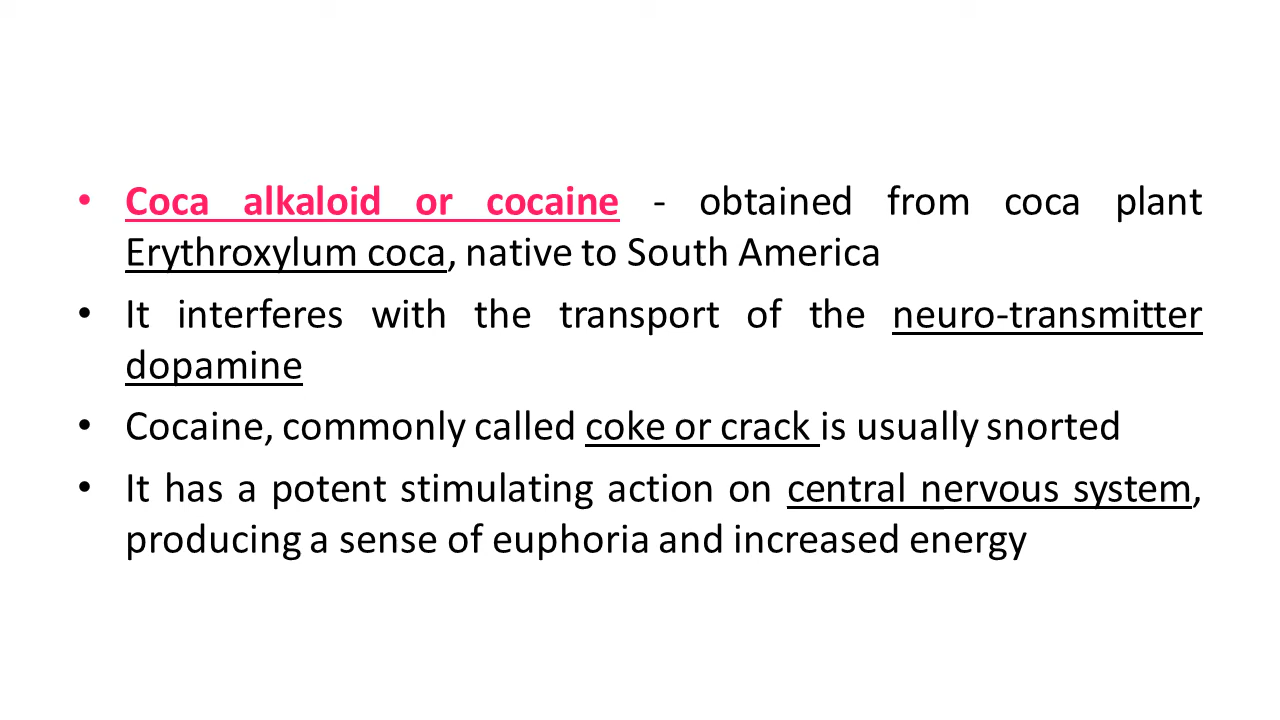 • Coca alkaloid or cocaine - obtained from coca plant
Erythroxylum coca, native to South America
• It interferes with the transport of the neuro-transmitter
dopamine
• Cocaine, commonly called coke or crack is usually snorted
• It has a potent stimulating action on central nervous system,
producing a sense of euphoria and increased energy